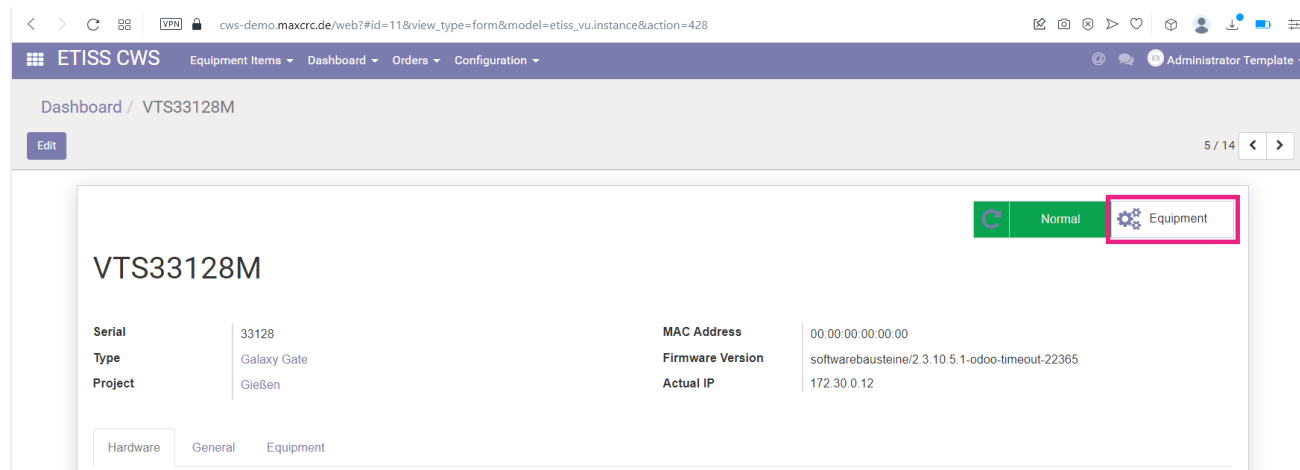 VPN cws-demo.maxcrc.de/web?#id=11&view_type=form&model=etiss_vu.instance&action=428
ETISS CWS Equipment Items Dashboard Orders Configuration @ Administrator Template
Dashboard / VTS33128M
Edit 5 / 14
Normal Equipment
VTS33128M
Serial 33128 MAC Address 00:00:00:00:00:00
Type Galaxy Gate Firmware Version softwarebausteine/2.3.10.5.1-odoo-timeout-22365
Project Gießen Actual IP 172.30.0.12
Hardware General Equipment